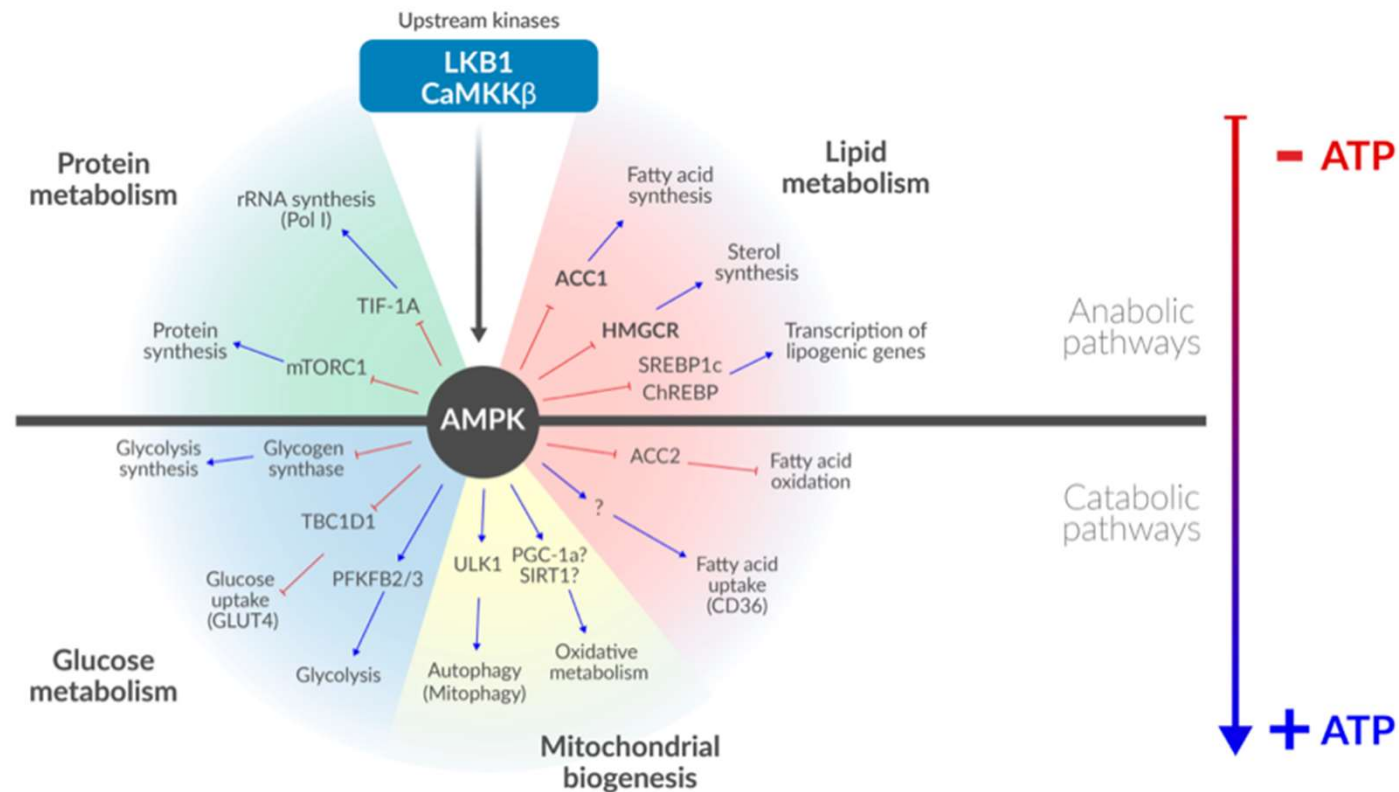 Upstream kinases
LKB1
CaMKKβ
Protein
metabolism
Lipid
metabolism
rRNA synthesis
(Pol I)
TIF-1A
Protein
synthesis
mTORC1
Fatty acid
synthesis
ACC1
Sterol
synthesis
HMGCR
Transcription of
lipogenic genes
SREBP1c
ChREBP
- ATP
Anabolic
pathways
AMPK
Glycolysis
synthesis
Glycogen
synthase
TBC1D1
Glucose
uptake
(GLUT4)
PFKFB2/3
Glycolysis
ULK1
Autophagy
(Mitophagy)
PGC-1a?
SIRT1?
Oxidative
metabolism
ACC2
Fatty acid
oxidation
?
Fatty acid
uptake
(CD36)
Catabolic
pathways
Glucose
metabolism
Mitochondrial
biogenesis
+ ATP